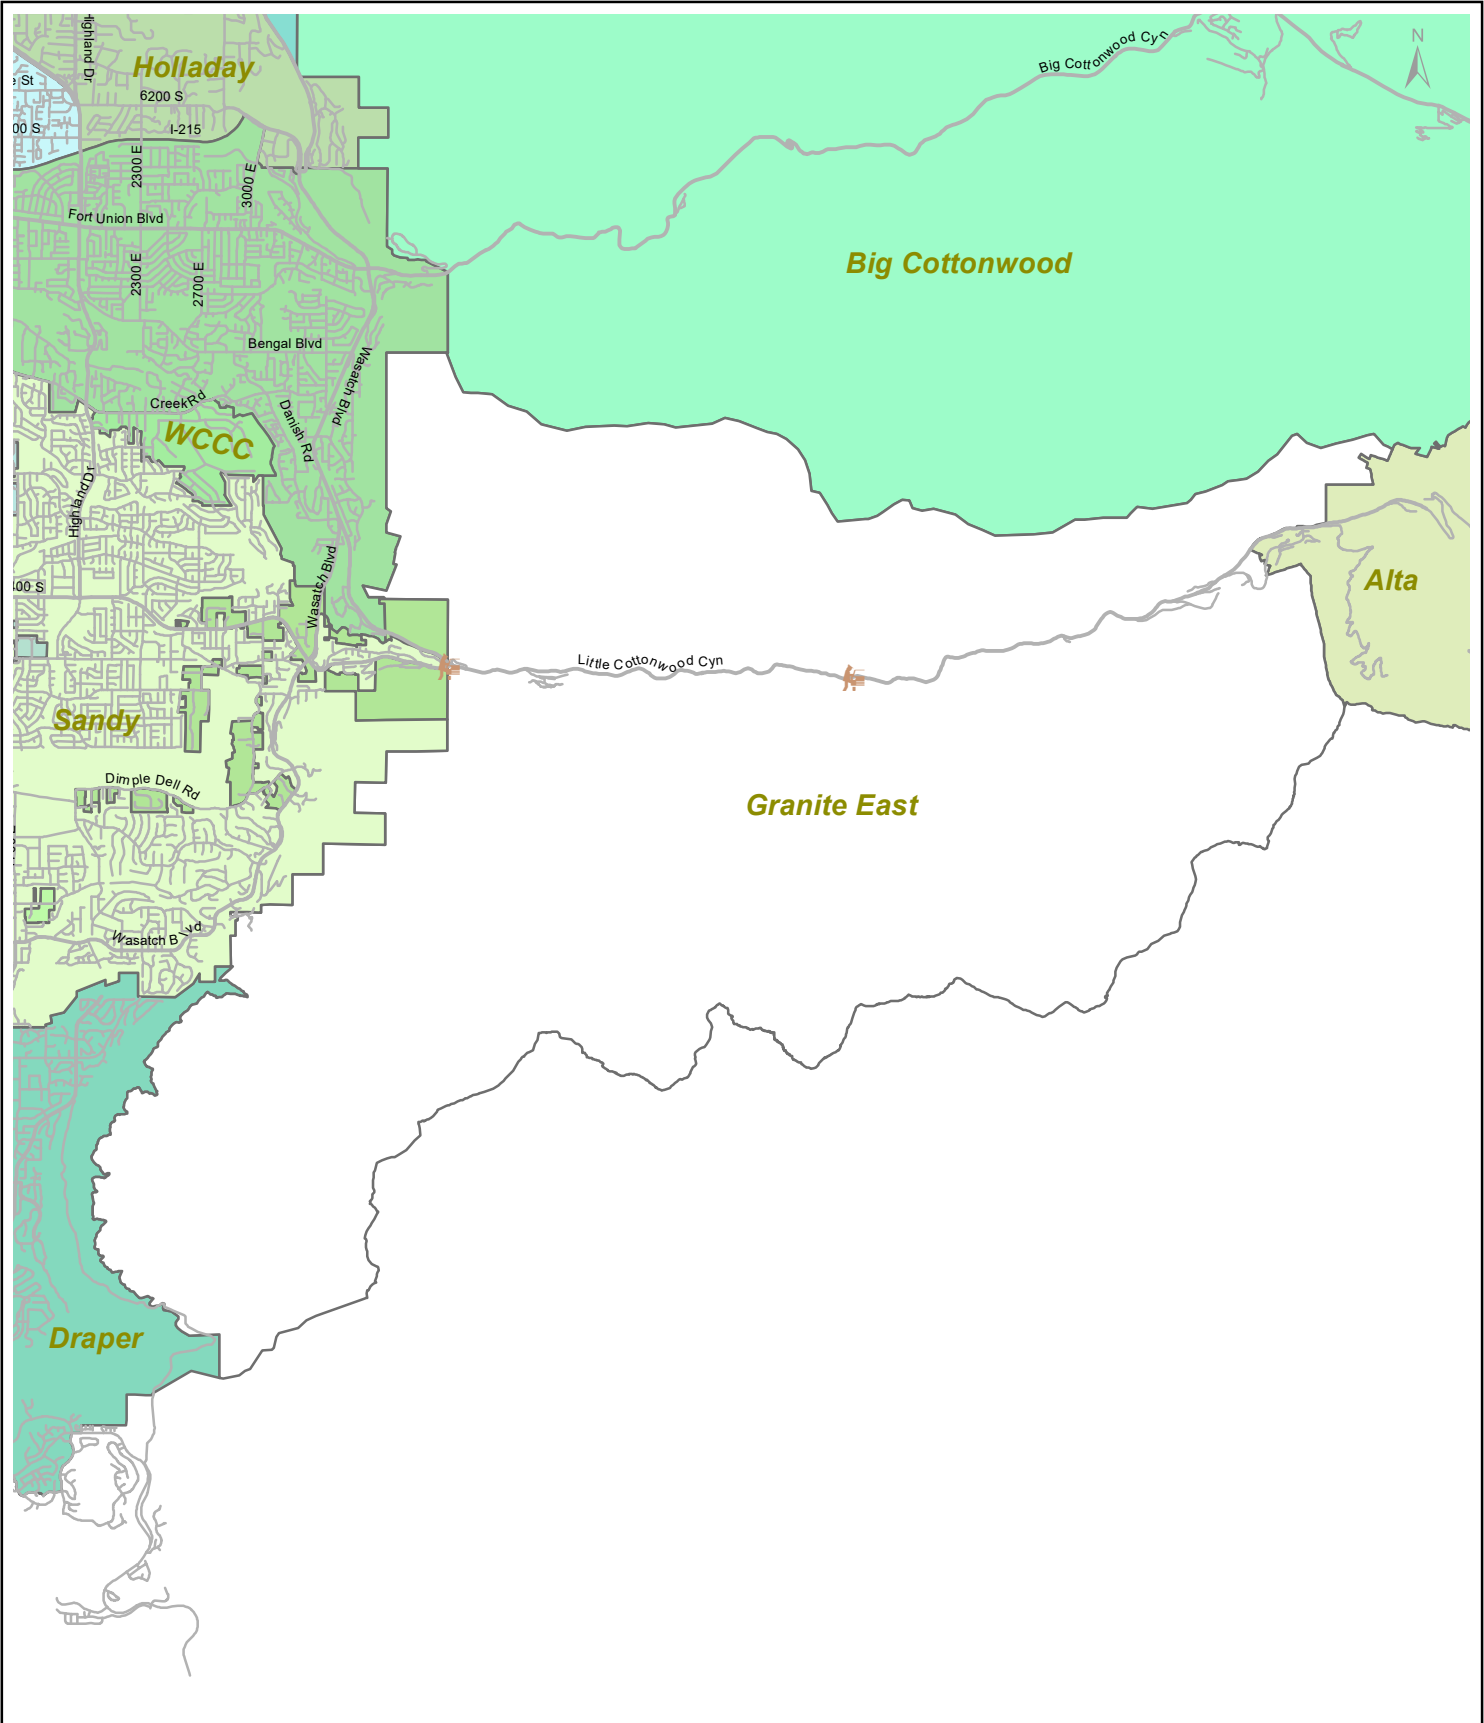 Highland Dr
Holladay
6200 S
I-215
2300 E
3000 E
Fort Union Blvd
2300 E
2700 E
Bengal Blvd
Wasatch Blvd
Creek Rd
Danish Rd
WCCC
Highland Dr
Wasatch Blvd
Sandy
Dimple Dell Rd
Wasatch Blvd
Draper
Big Cottonwood Cyn
N
Big Cottonwood
Alta
Little Cottonwood Cyn
Granite East